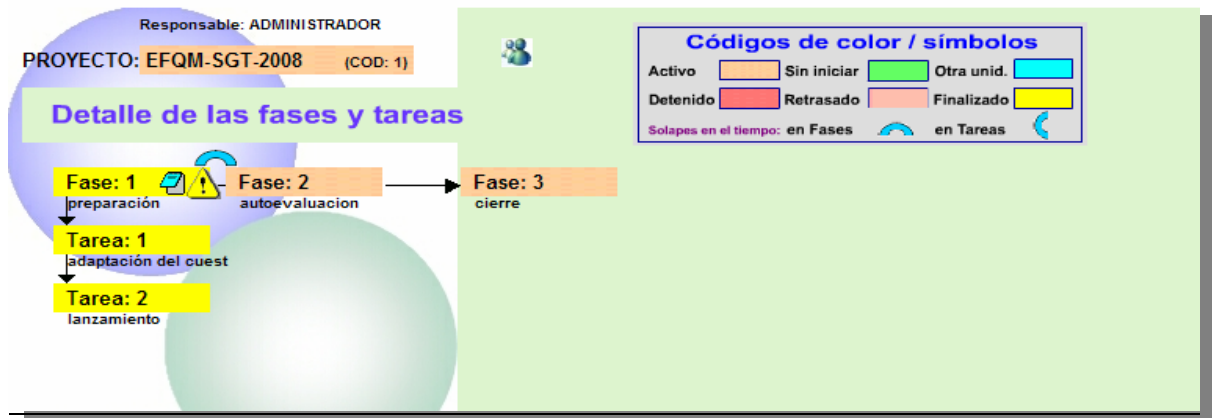 Responsable: ADMINISTRADOR
PROYECTO: EFQM-SGT-2008 (COD: 1)
Códigos de color / símbolos
Activo Sin iniciar Otra unid.
Detenido Retrasado Finalizado
Solapes en el tiempo: en Fases en Tareas
Detalle de las fases y tareas
Fase: 1 Fase: 2 Fase: 3
preparación autoevaluacion cierre
Tarea: 1
adaptación del cuest
Tarea: 2
lanzamiento